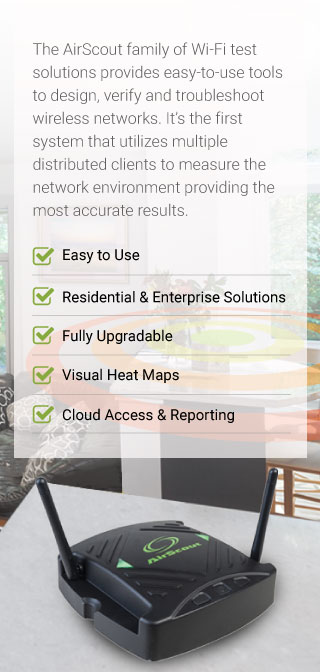 The AirScout family of Wi-Fi test
solutions provides easy-to-use tools
to design, verify and troubleshoot
wireless networks. It's the first
system that utilizes multiple
distributed clients to measure the
network environment providing the
most accurate results.
Easy to Use
Residential & Enterprise Solutions
Fully Upgradable
Visual Heat Maps
Cloud Access & Reporting
AirScout